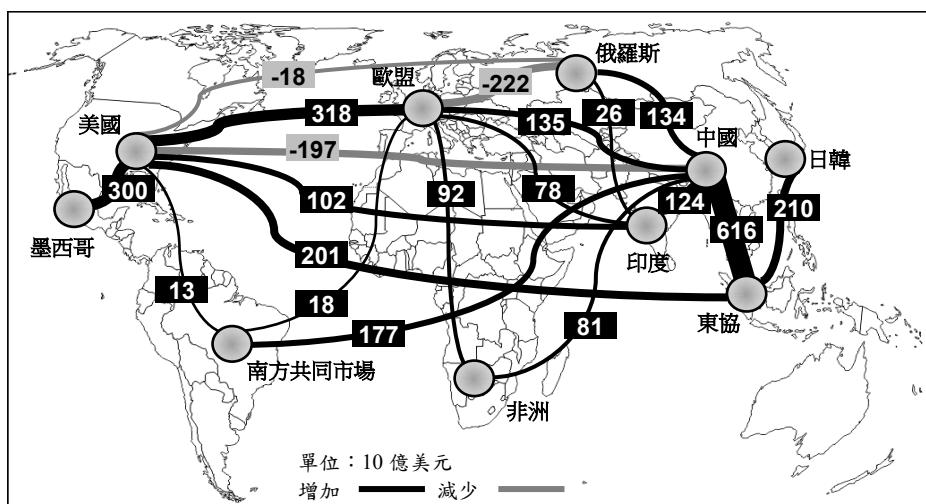 俄羅斯
-18
歐盟
-222
美國
318
26
134
135
中國
-197
日韓
300
92
78
124
102
210
616
墨西哥
印度
201
13
18
81
東協
177
南方共同市場
非洲
單位：10 億美元
增加 減少